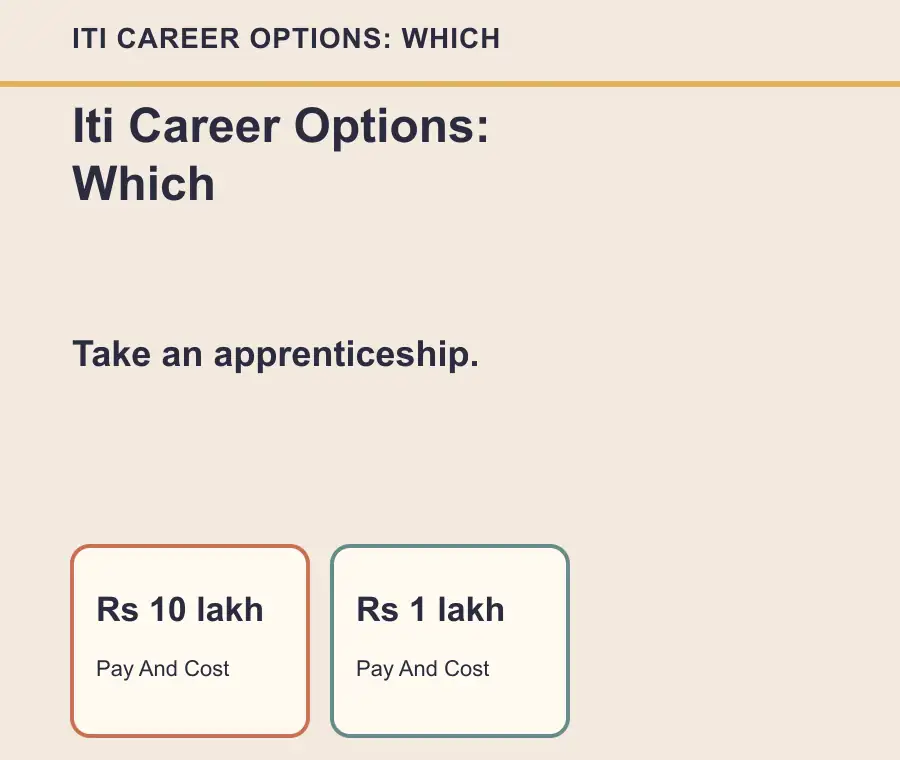 ITI CAREER OPTIONS: WHICH
Iti Career Options:
Which
Take an apprenticeship.
Rs 10 lakh
Pay And Cost
Rs 1 lakh
Pay And Cost